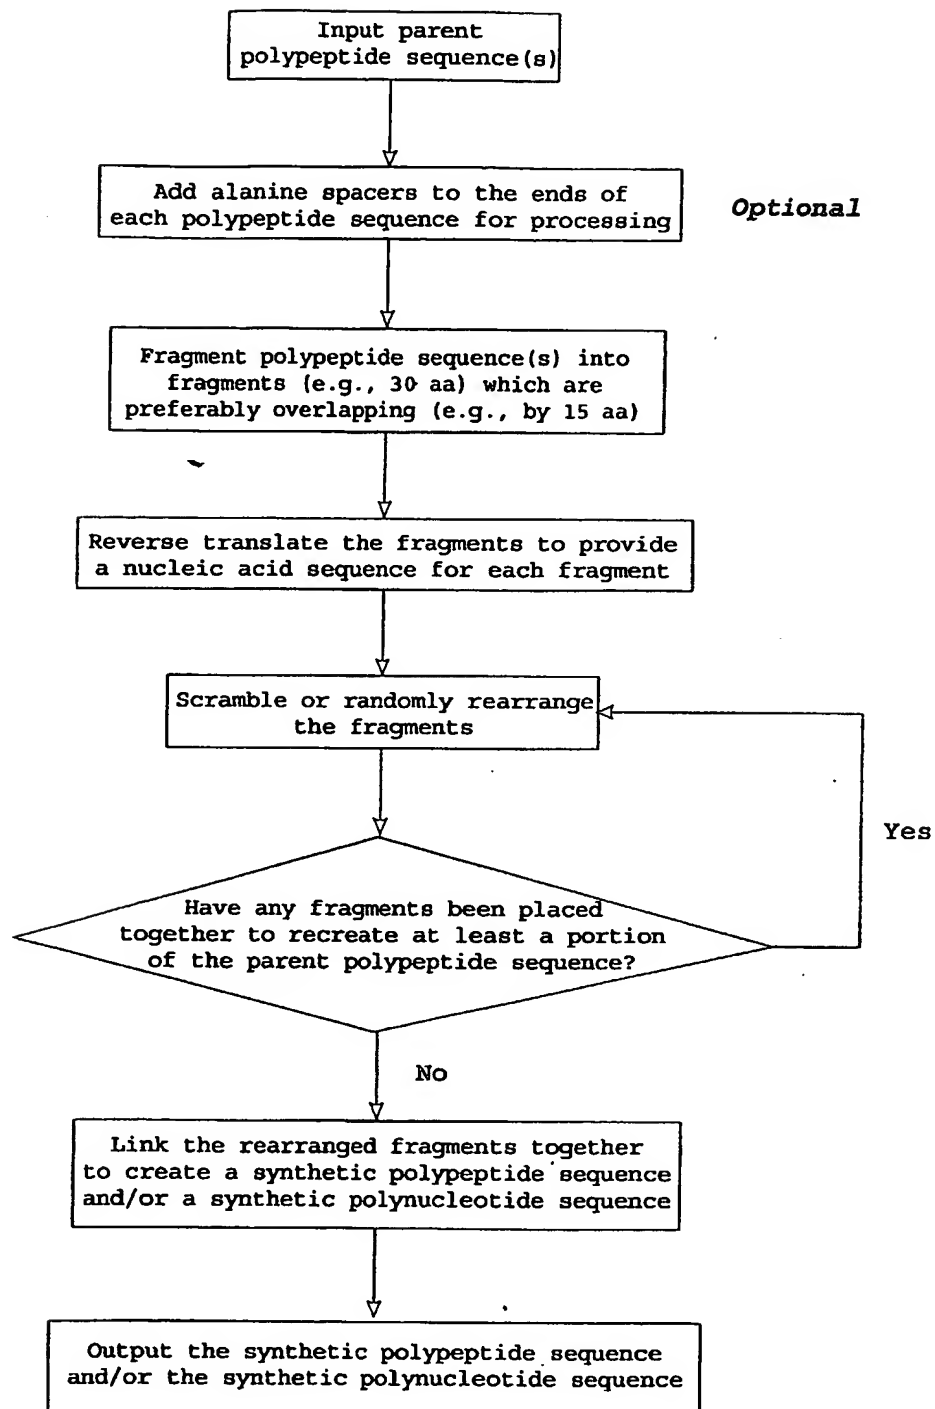 Input parent
polypeptide sequence(s)
Add alanine spacers to the ends of
each polypeptide sequence for processing
Optional
Fragment polypeptide sequence(s) into
fragments (e.g., 30 aa) which are
preferably overlapping (e.g., by 15 aa)
Reverse translate the fragments to provide
a nucleic acid sequence for each fragment
Scramble or randomly rearrange
the fragments
Yes
Have any fragments been placed
together to recreate at least a portion
of the parent polypeptide sequence?
No
Link the rearranged fragments together
to create a synthetic polypeptide sequence
and/or a synthetic polynucleotide sequence
Output the synthetic polypeptide sequence
and/or the synthetic polynucleotide sequence